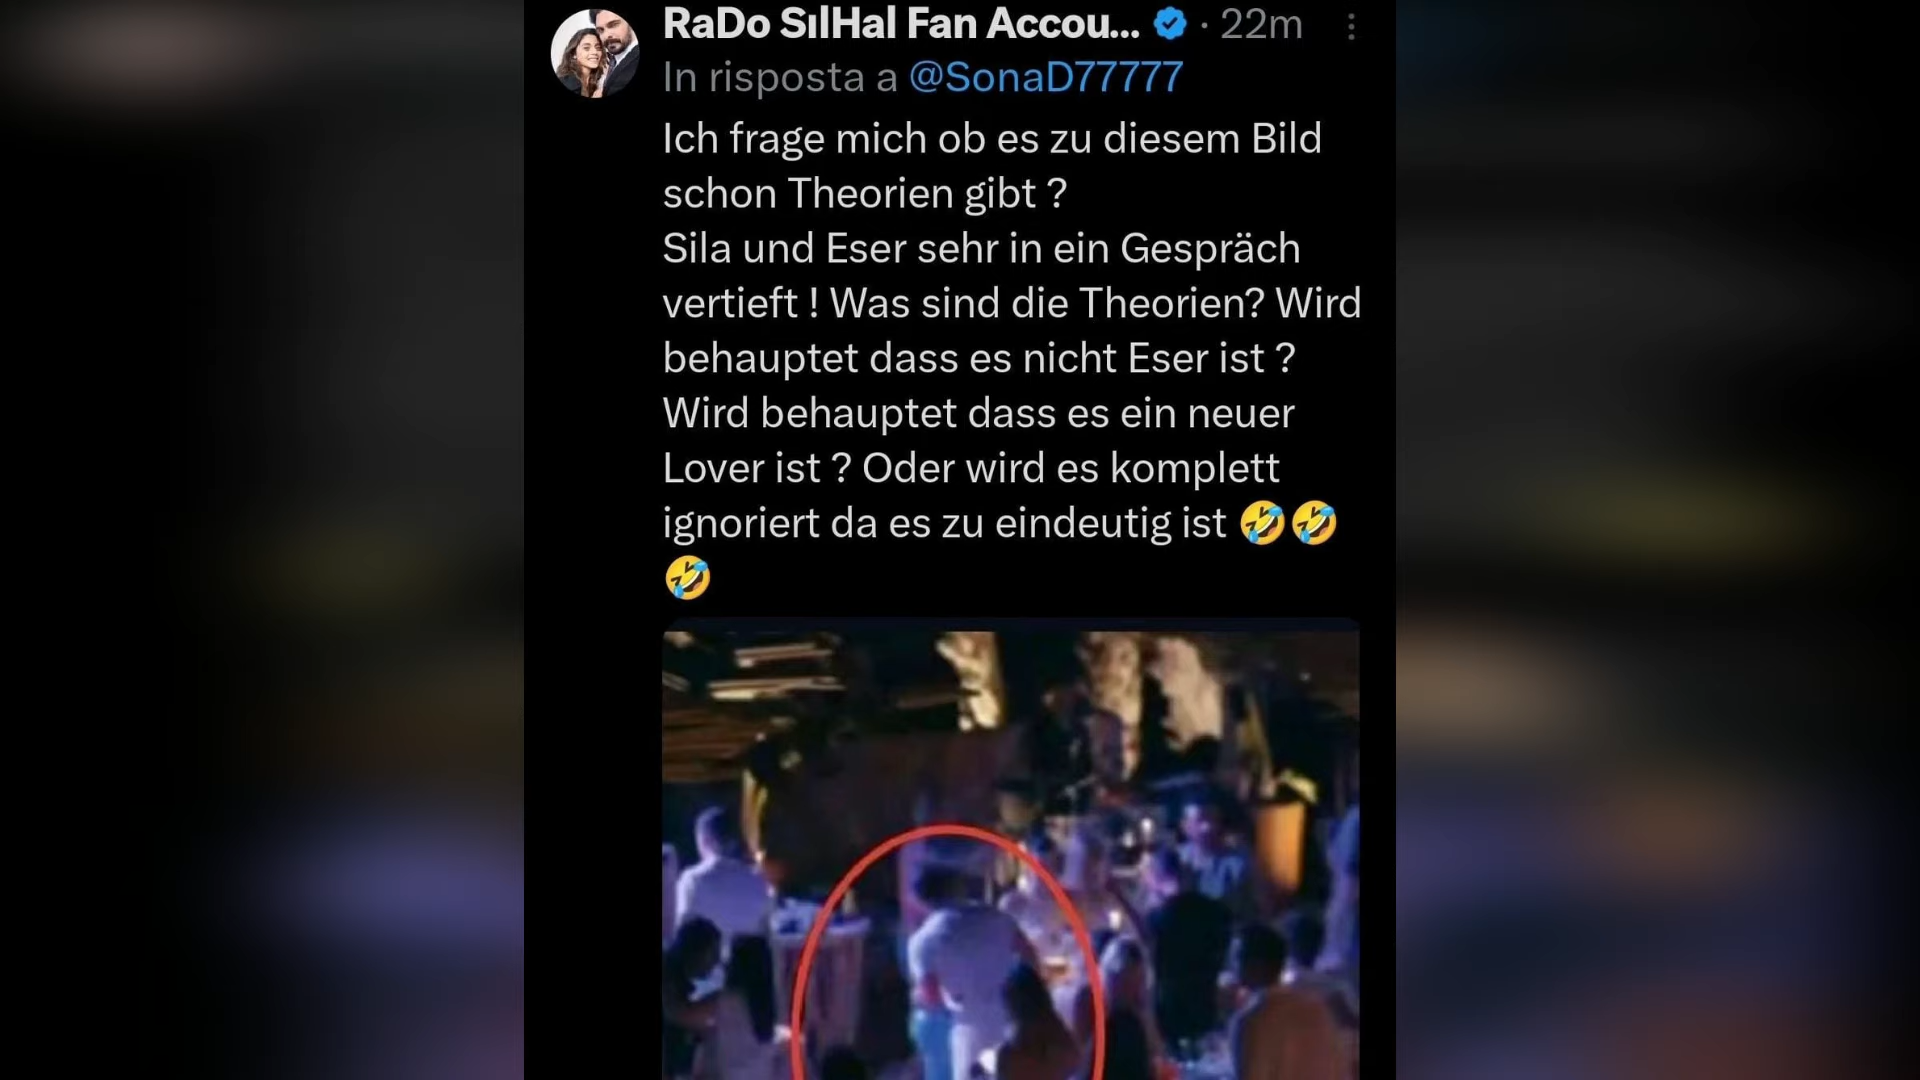 RaDo SılHal Fan Accou... · 22m
In risposta a @SonaD77777
Ich frage mich ob es zu diesem Bild
schon Theorien gibt ?
Sila und Eser sehr in ein Gespräch
vertieft ! Was sind die Theorien? Wird
behauptet dass es nicht Eser ist ?
Wird behauptet dass es ein neuer
Lover ist ? Oder wird es komplett
ignoriert da es zu eindeutig ist 🤣🤣
🤣